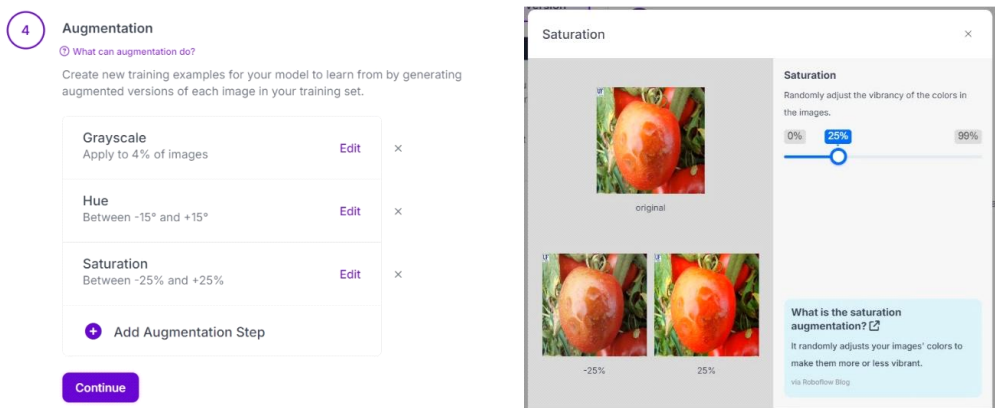 4
Augmentation
What can augmentation do?
Create new training examples for your model to learn from by generating
augmented versions of each image in your training set.
Grayscale
Apply to 4% of images
Edit
×
Hue
Between -15° and +15°
Edit
×
Saturation
Between -25% and +25%
Edit
×
Add Augmentation Step
Continue
Saturation
×
original
-25%
25%
Saturation
Randomly adjust the vibrancy of the colors in
the images.
0%
25%
99%
What is the saturation
augmentation?
It randomly adjusts your images' colors to
make them more or less vibrant.
via Roboflow Blog